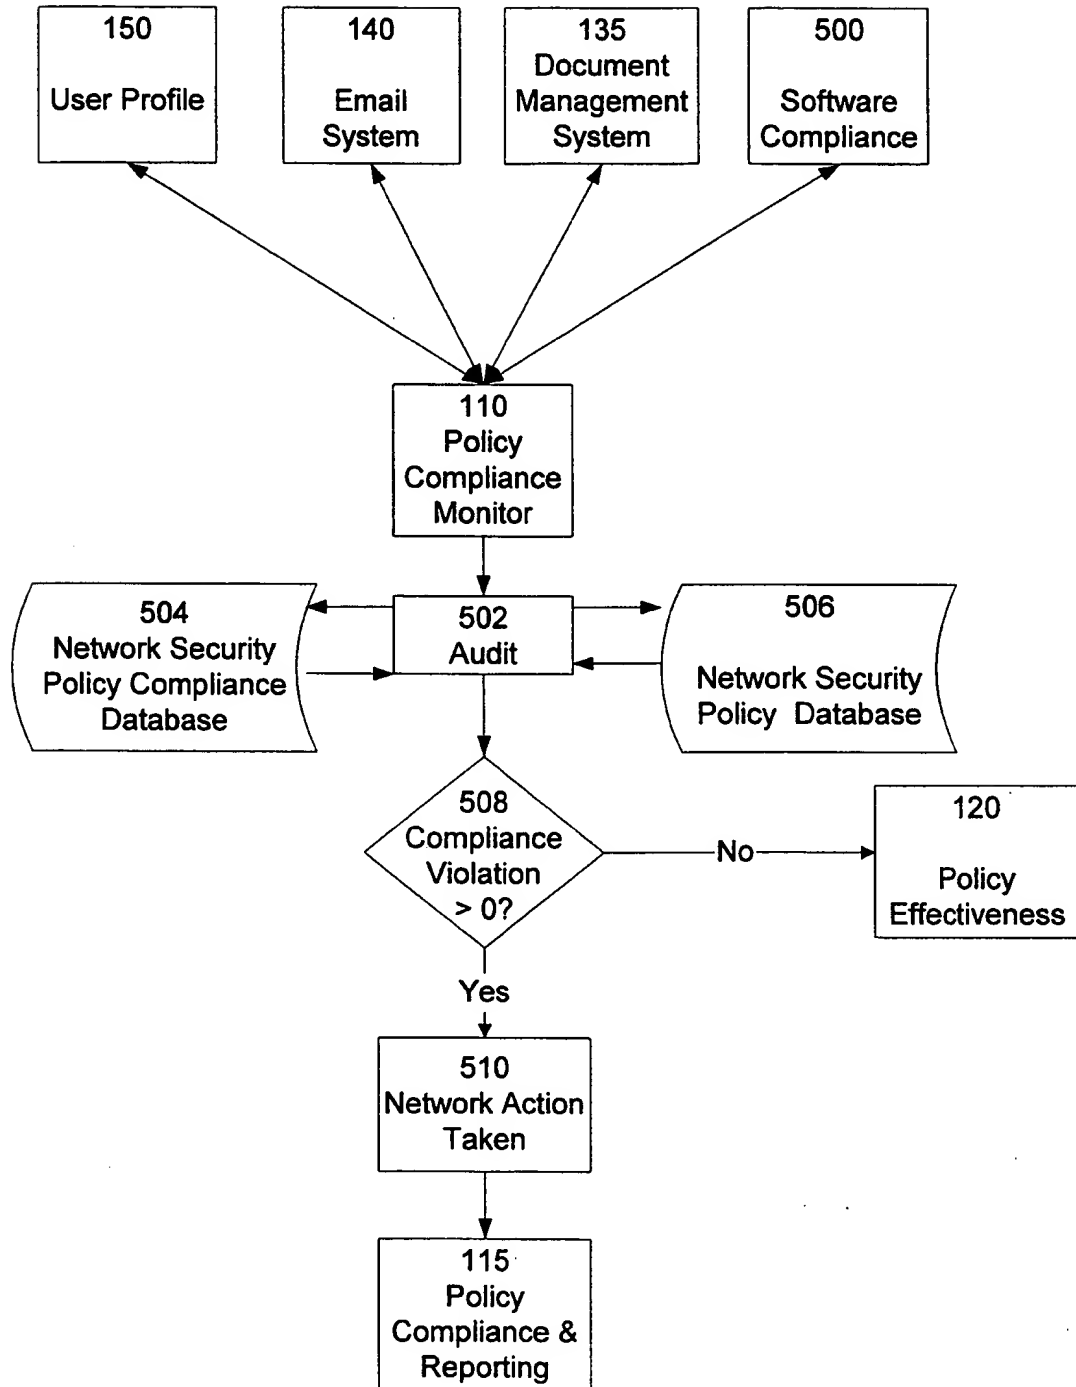 150
User Profile
140
Email
System
135
Document
Management
System
500
Software
Compliance
110
Policy
Compliance
Monitor
504
Network Security
Policy Compliance
Database
502
Audit
506
Network Security
Policy Database
508
Compliance
Violation
> 0?
No
120
Policy
Effectiveness
Yes
510
Network Action
Taken
115
Policy
Compliance &
Reporting